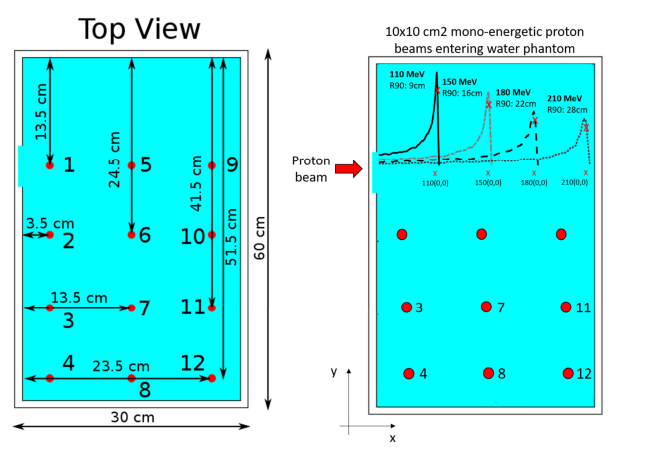 Top View
13.5 cm
24.5 cm
41.5 cm
51.5 cm
60 cm
1
5
9
3.5 cm
2
6
10
13.5 cm
3
7
11
4
23.5 cm
12
8
30 cm
10x10 cm2 mono-energetic proton
beams entering water phantom
110 MeV
R90: 9cm
150 MeV
R90: 16cm
180 MeV
R90: 22cm
210 MeV
R90: 28cm
Proton
beam
x
x
x
x
x
x
x
x
110(0,0)
150(0,0)
180(0,0)
210(0,0)
3
7
11
4
8
12
y
x